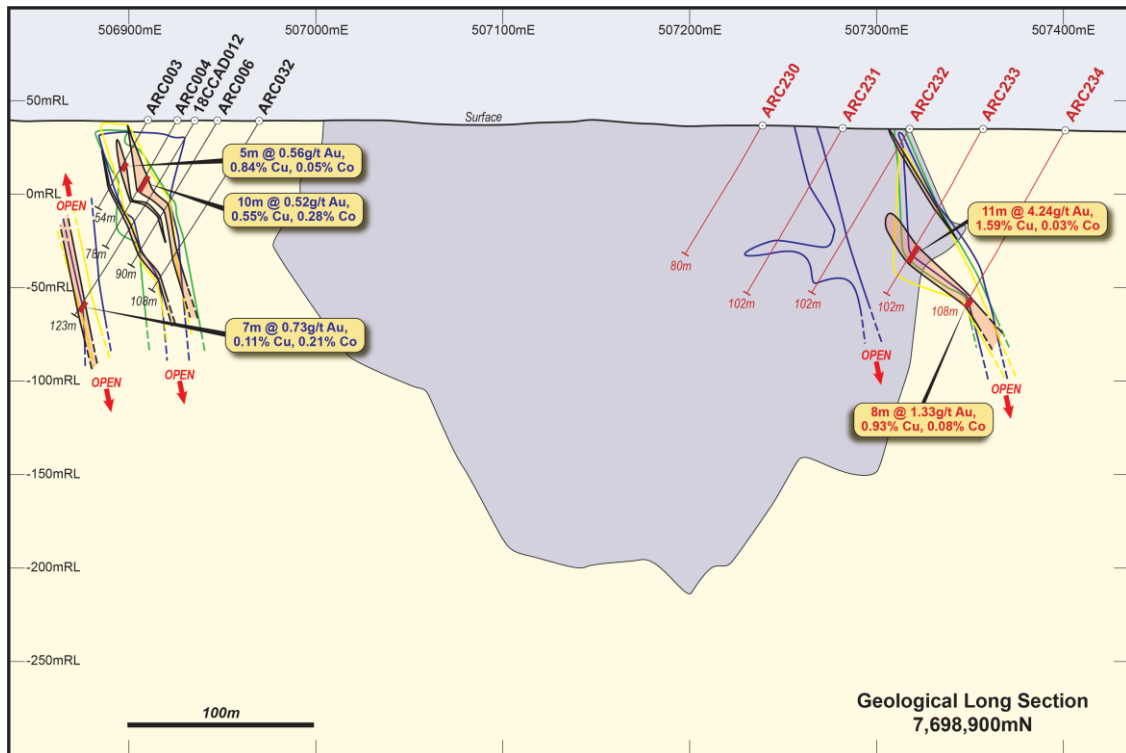 506900mE
507000mE
507100mE
507200mE
507300mE
507400mE
ARC003
ARC004
18CCAD012
ARC006
ARC032
ARC230
ARC231
ARC232
ARC233
ARC234
50mRL
Surface
5m @ 0.56g/t Au,
0.84% Cu, 0.05% Co
0mRL
OPEN
10m @ 0.52g/t Au,
0.55% Cu, 0.28% Co
11m @ 4.24g/t Au,
1.59% Cu, 0.03% Co
54m
78m
90m
80m
-50mRL
108m
102m
102m
102m
108m
123m
7m @ 0.73g/t Au,
0.11% Cu, 0.21% Co
OPEN
-100mRL
OPEN
OPEN
OPEN
8m @ 1.33g/t Au,
0.93% Cu, 0.08% Co
-150mRL
-200mRL
-250mRL
100m
Geological Long Section
7,698,900mN